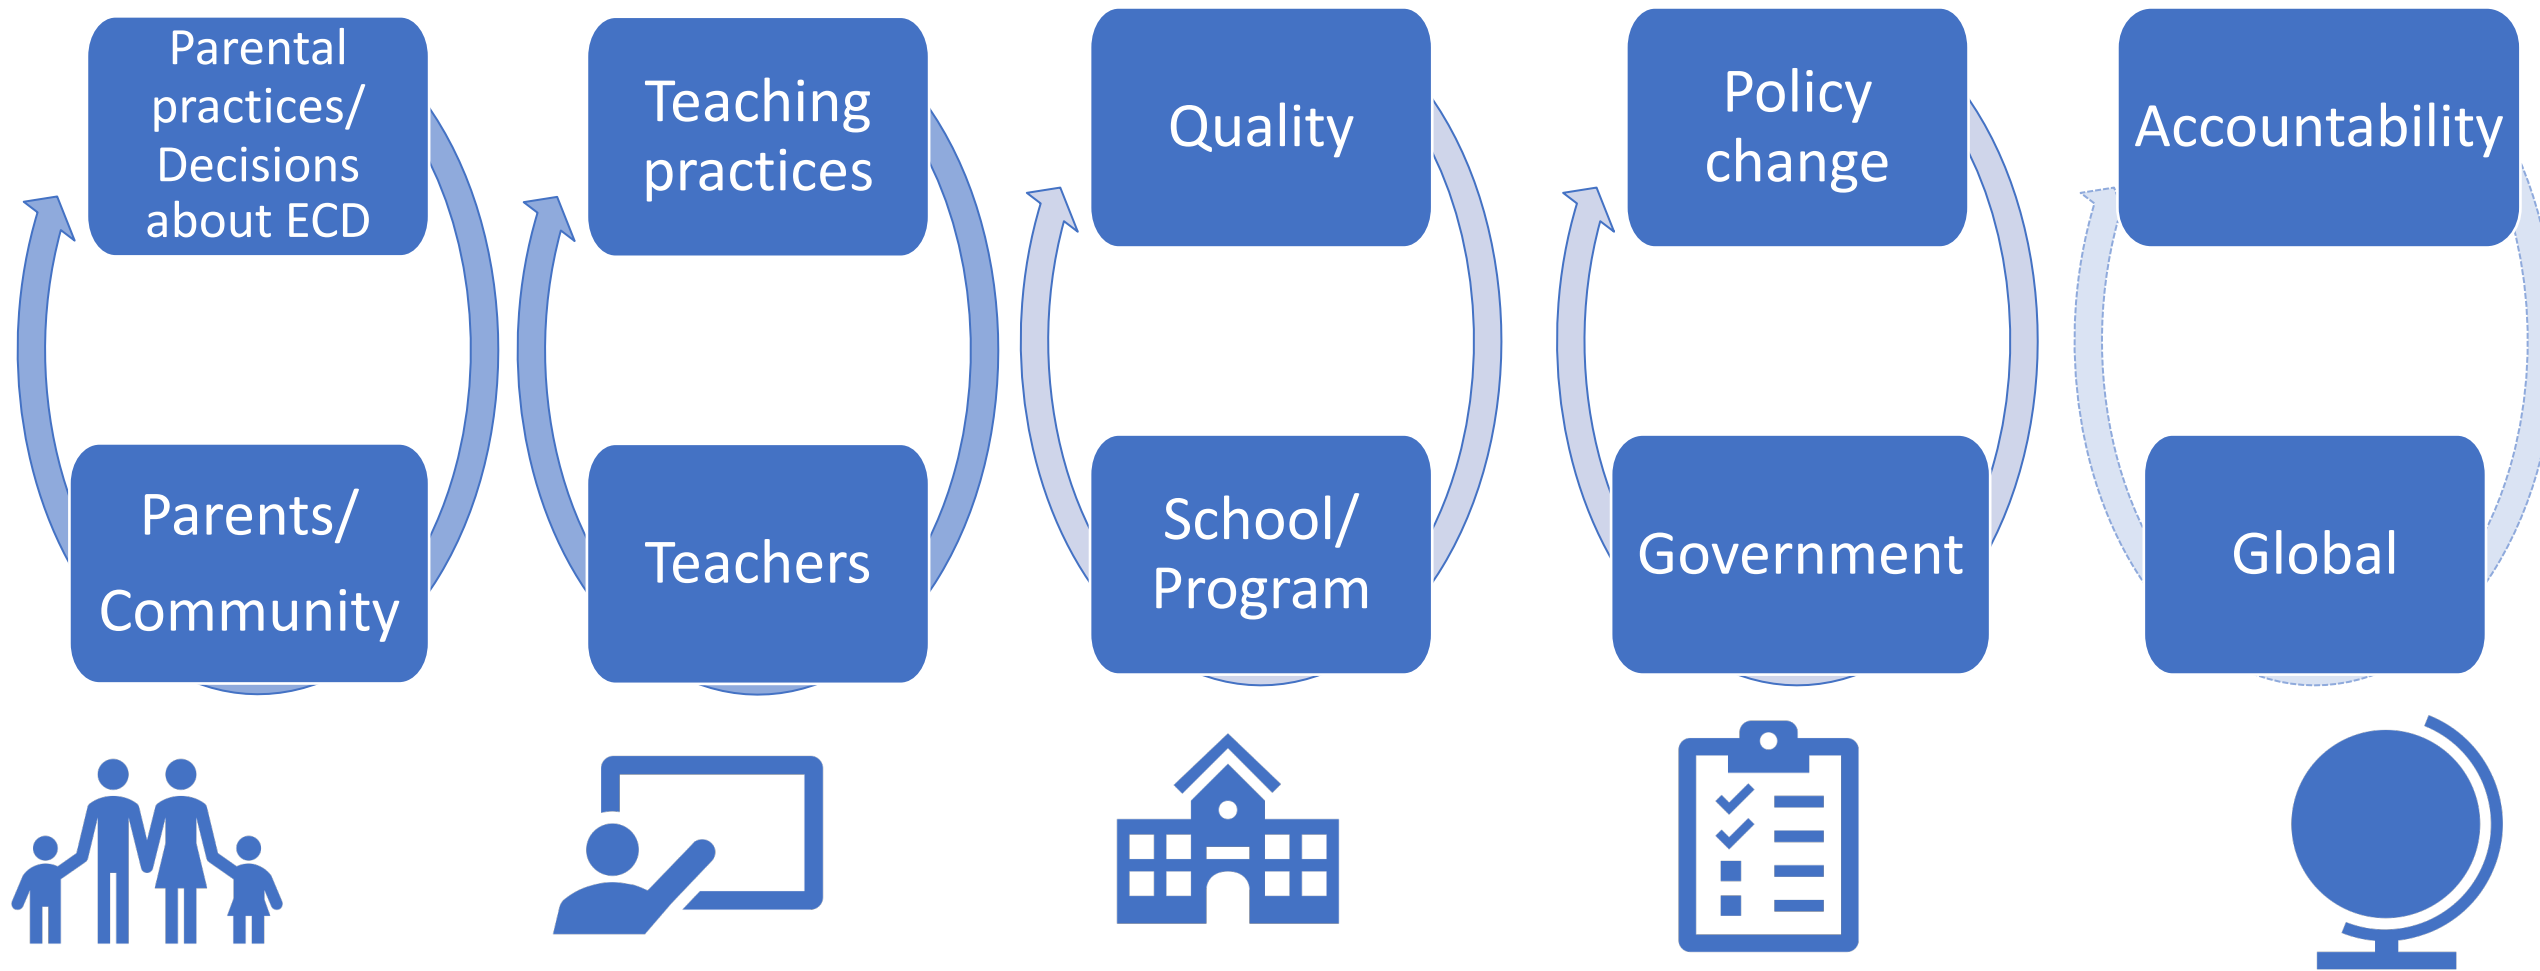 Parental
practices/
Decisions
about ECD
Teaching
practices
Quality
Policy
change
Accountability
Parents/
Community
Teachers
School/
Program
Government
Global